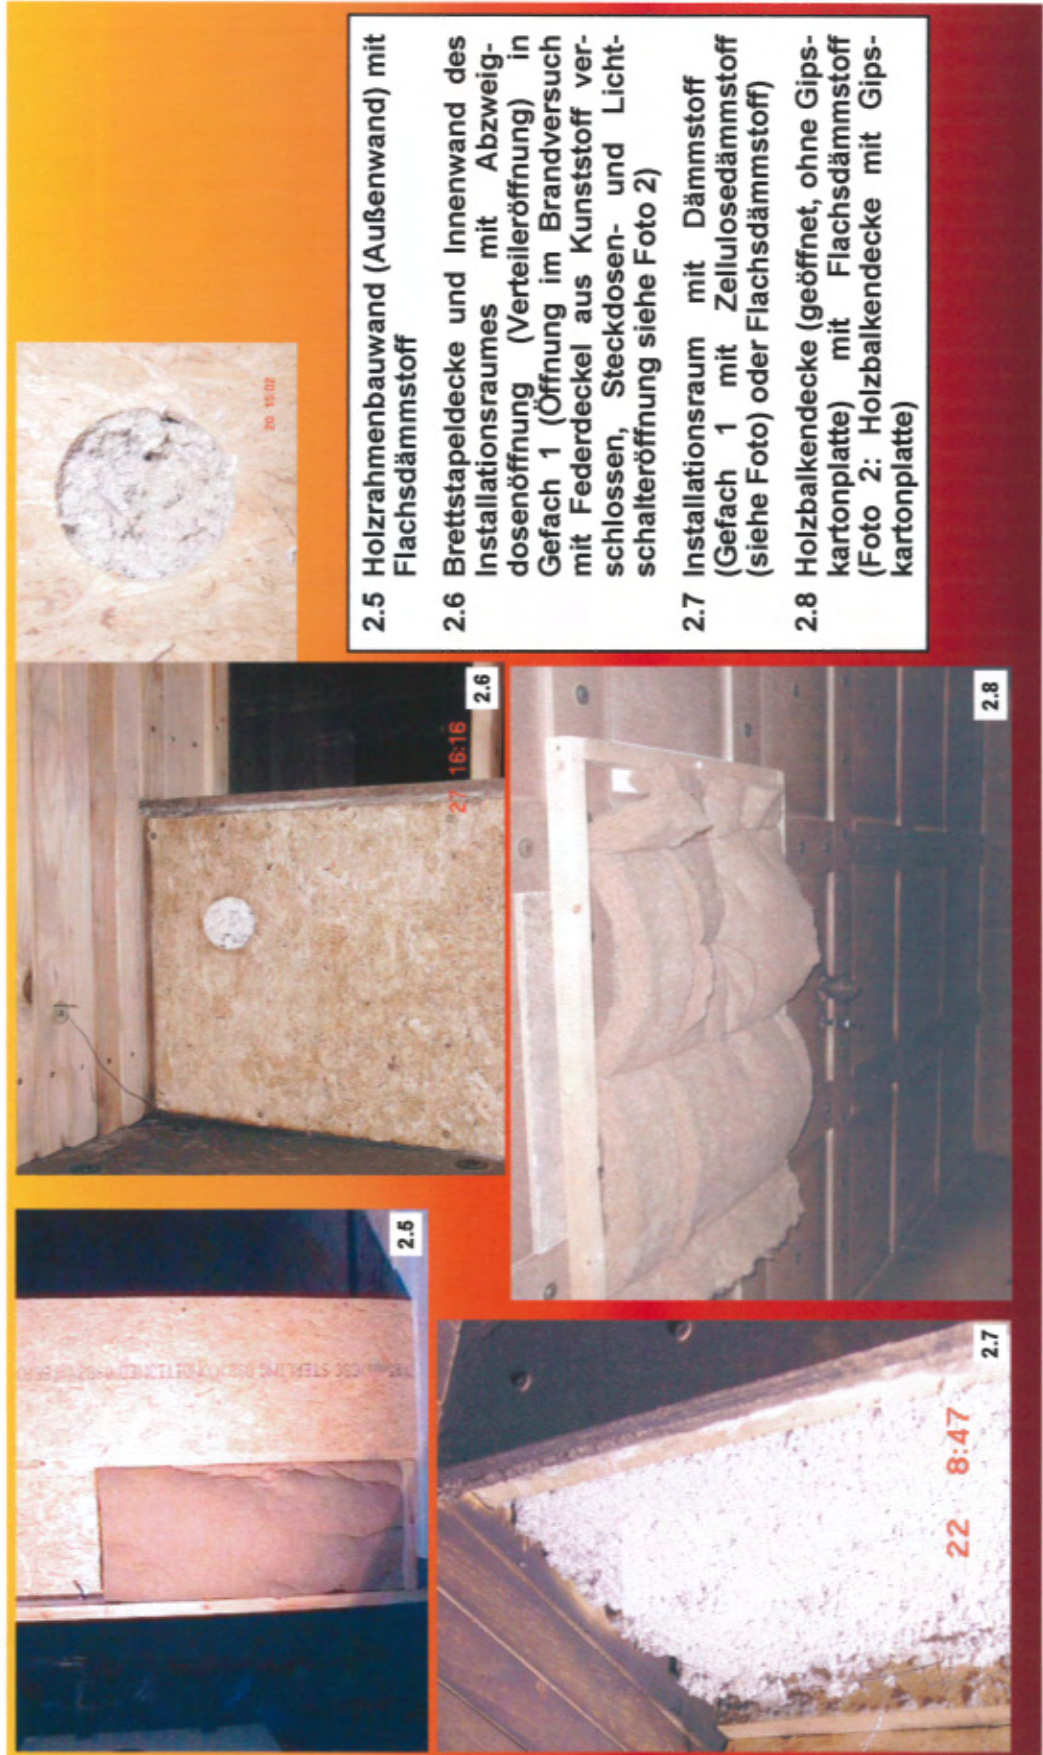 2.5 Holzrahmenbauwand (Außenwand) mit
Flachsdämmstoff
2.6 Brettstapeldecke und Innenwand des
Installationsraumes mit Abzweig-
dosenöffnung (Verteileröffnung) in
Gefach 1 (Öffnung im Brandversuch
mit Federdeckel aus Kunststoff ver-
schlossen, Steckdosen- und Licht-
schalteröffnung siehe Foto 2)
2.7 Installationsraum mit Dämmstoff
(Gefach 1 mit Zellulosedämmstoff
(siehe Foto) oder Flachsdämmstoff)
2.8 Holzbalkendecke (geöffnet, ohne Gips-
kartonplatte) mit Flachsdämmstoff
(Foto 2: Holzbalkendecke mit Gips-
kartonplatte)
2.5
2.6
27 16:16
20 15:02
2.7
22 8:47
2.8